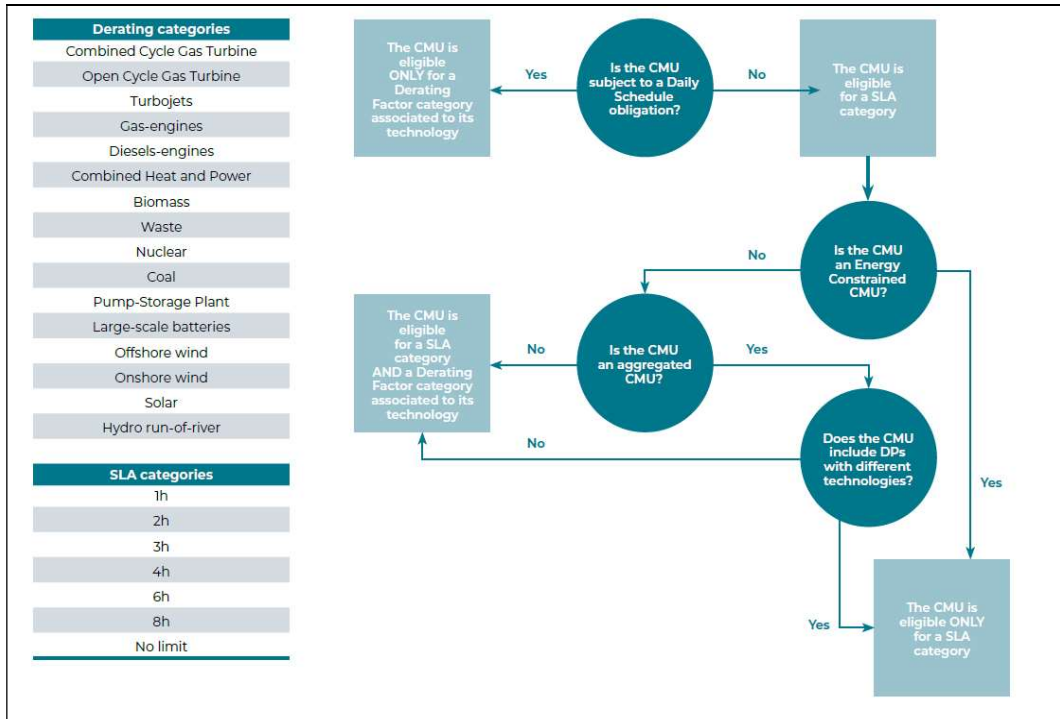 Derating categories
Combined Cycle Gas Turbine
Open Cycle Gas Turbine
Turbojets
Gas-engines
Diesels-engines
Combined Heat and Power
Biomass
Waste
Nuclear
Coal
Pump-Storage Plant
Large-scale batteries
Offshore wind
Onshore wind
Solar
Hydro run-of-river
SLA categories
1h
2h
3h
4h
6h
8h
No limit
The CMU is
eligible
ONLY for a
Derating
Factor category
associated to its
technology
Yes
Is the CMU
subject to a Daily
Schedule
obligation?
No
The CMU is
eligible
for a SLA
category
Is the CMU
an Energy
Constrained
CMU?
No
Yes
The CMU is
eligible
for a SLA
category
AND a Derating
Factor category
associated to its
technology
No
Is the CMU
an aggregated
CMU?
Yes
No
Does the CMU
include DPs
with different
technologies?
Yes
The CMU is
eligible ONLY
for a SLA
category